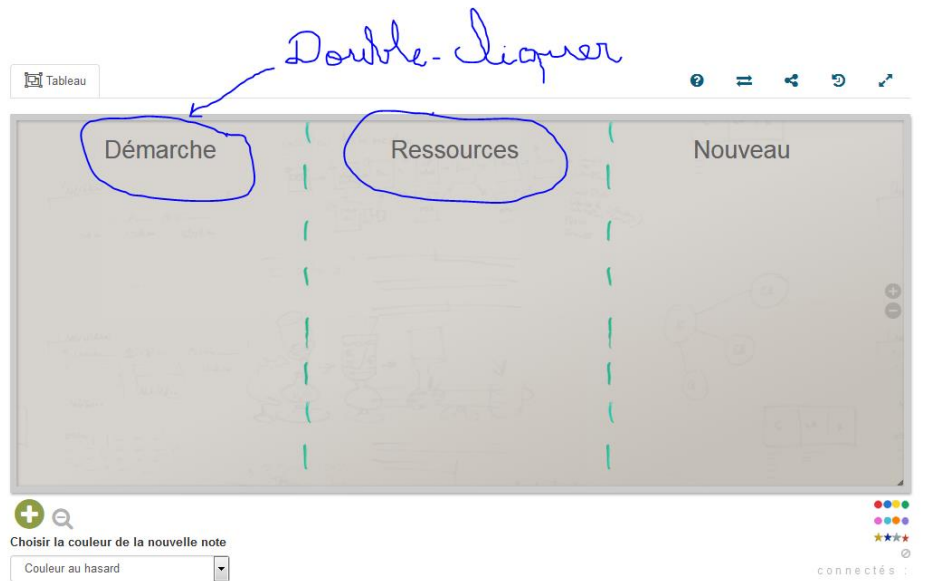 Double-cliquer
Tableau
Démarche Ressources Nouveau
Choisir la couleur de la nouvelle note
Couleur au hasard
connectés :